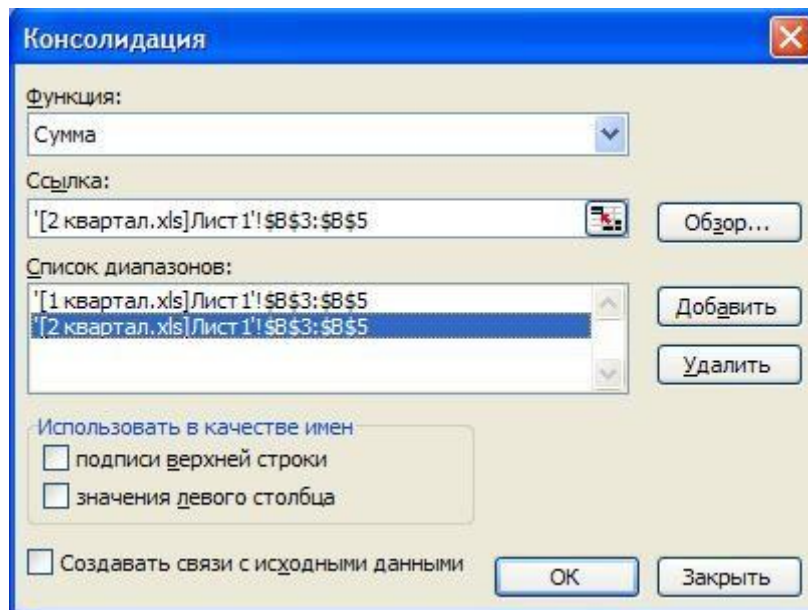 Консолидация
Функция:
Сумма
Ссылка:
'[2 квартал.xls]Лист1'!$B$3:$B$5
Обзор...
Список диапазонов:
'[1 квартал.xls]Лист1'!$B$3:$B$5
'[2 квартал.xls]Лист1'!$B$3:$B$5
Добавить
Удалить
Использовать в качестве имен
подписи верхней строки
значения левого столбца
Создавать связи с исходными данными
ОК
Закрыть